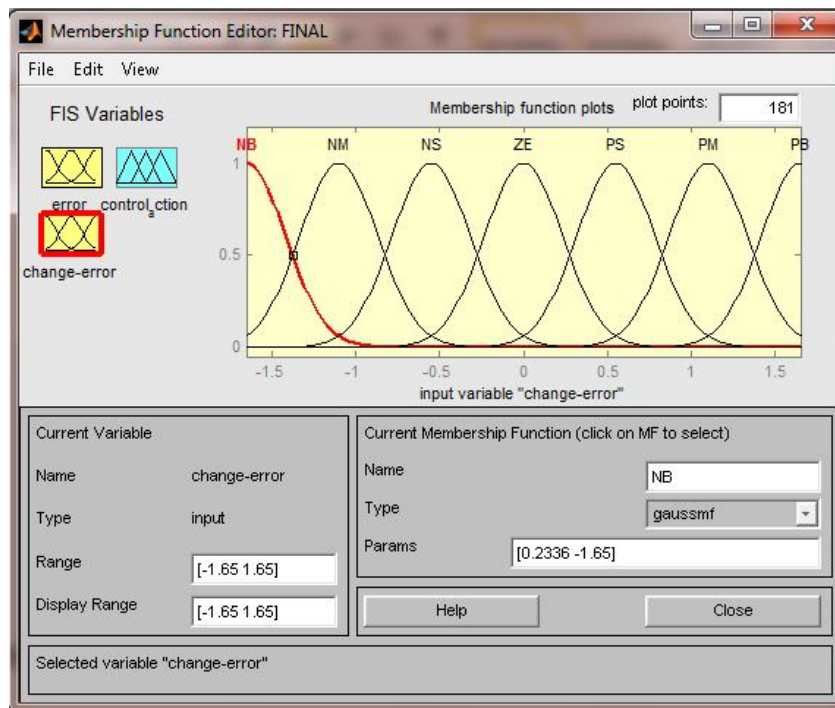 Membership Function Editor: FINAL
File Edit View
FIS Variables
error control_action
change-error
Membership function plots plot points: 181
NB NM NS ZE PS PM PB
1
0.5
0
-1.5 -1 -0.5 0 0.5 1 1.5
input variable "change-error"
Current Variable
Name change-error
Type input
Range [-1.65 1.65]
Display Range [-1.65 1.65]
Current Membership Function (click on MF to select)
Name NB
Type gaussmf
Params [0.2336 -1.65]
Help Close
Selected variable "change-error"